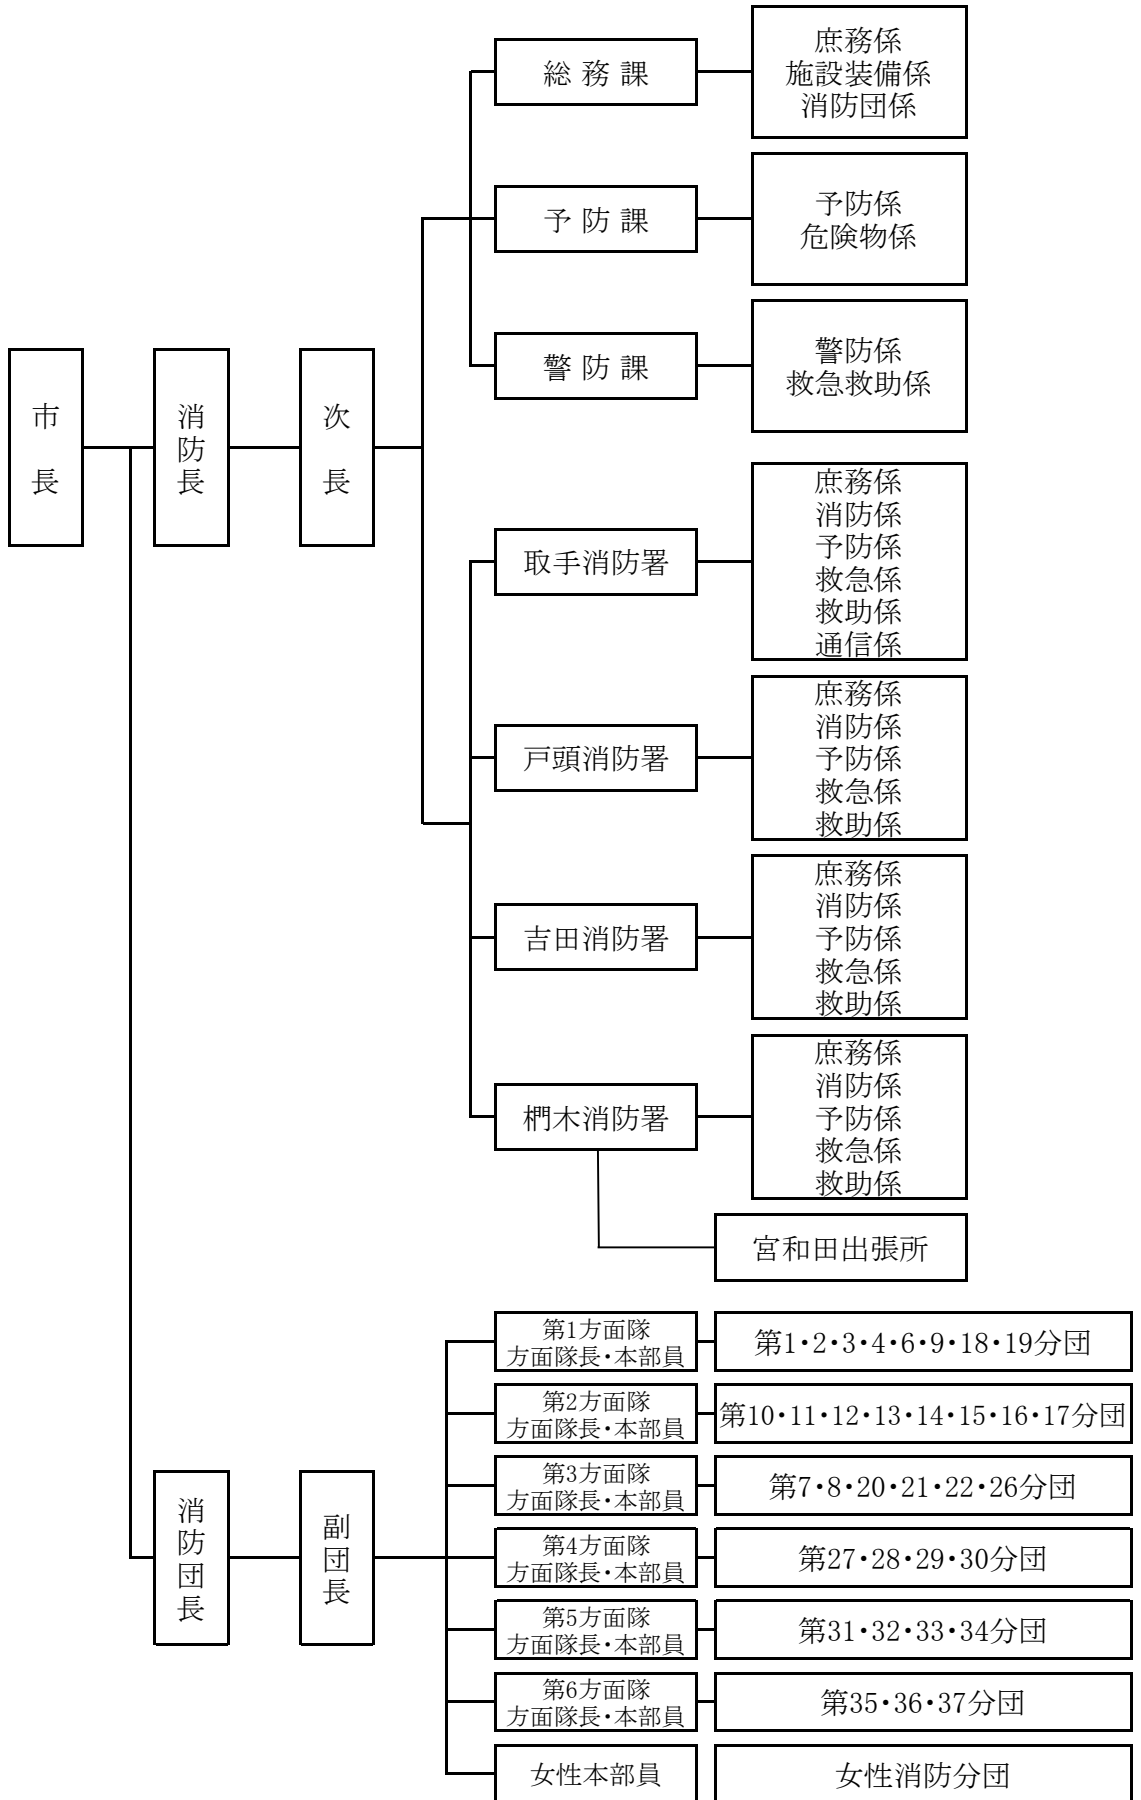 総務課
庶務係
施設装備係
消防団係
予防課
予防係
危険物係
警防課
警防係
救急救助係
市長
消防長
次長
取手消防署
庶務係
消防係
予防係
救急係
救助係
通信係
戸頭消防署
庶務係
消防係
予防係
救急係
救助係
吉田消防署
庶務係
消防係
予防係
救急係
救助係
椚木消防署
庶務係
消防係
予防係
救急係
救助係
宮和田出張所
消防団長
副団長
第1方面隊
方面隊長・本部員
第1・2・3・4・6・9・18・19分団
第2方面隊
方面隊長・本部員
第10・11・12・13・14・15・16・17分団
第3方面隊
方面隊長・本部員
第7・8・20・21・22・26分団
第4方面隊
方面隊長・本部員
第27・28・29・30分団
第5方面隊
方面隊長・本部員
第31・32・33・34分団
第6方面隊
方面隊長・本部員
第35・36・37分団
女性本部員
女性消防分団